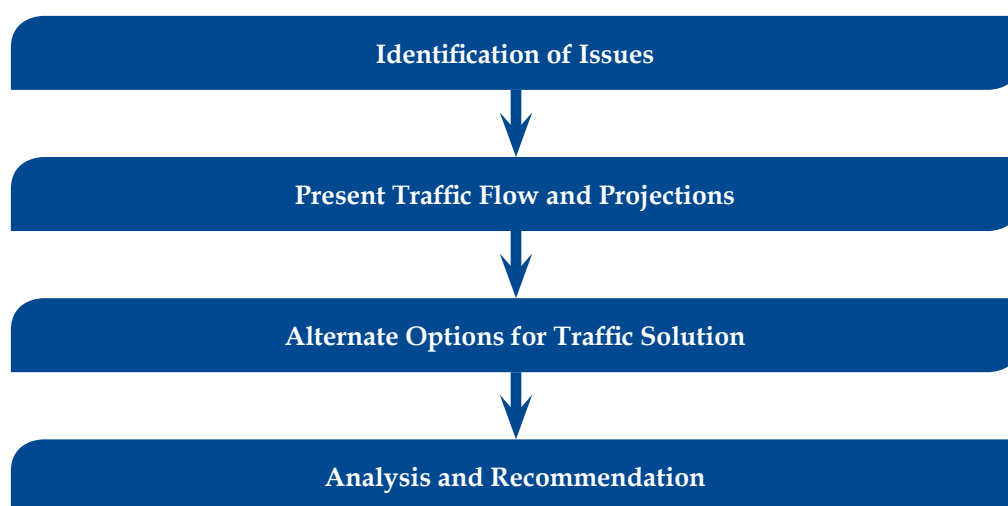 Identification of Issues
Present Traffic Flow and Projections
Alternate Options for Traffic Solution
Analysis and Recommendation